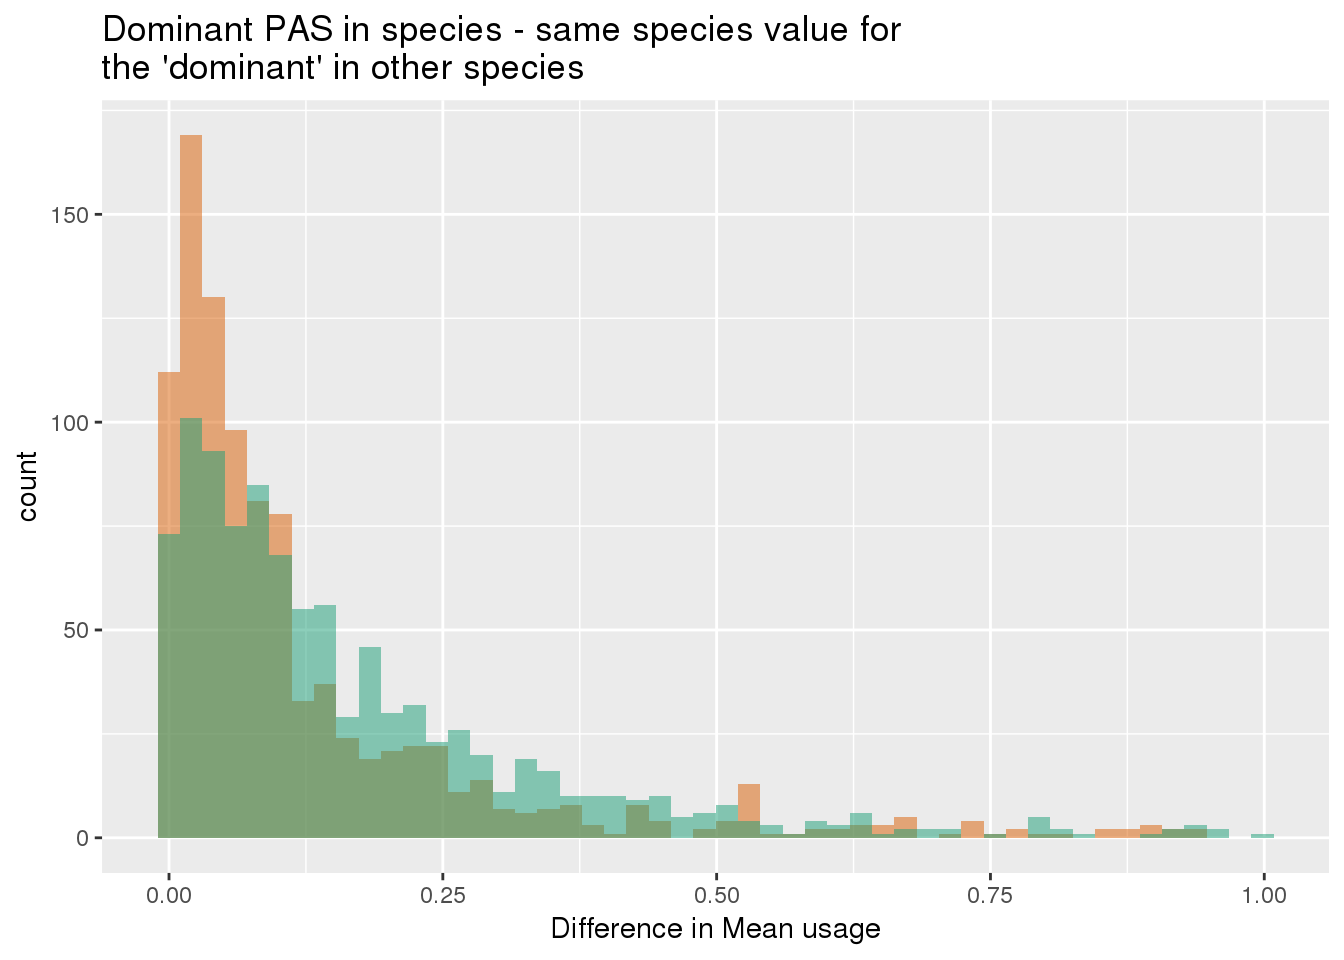 Dominant PAS in species - same species value for
the 'dominant' in other species
150
100
50
0
count
0.00 0.25 0.50 0.75 1.00
Difference in Mean usage